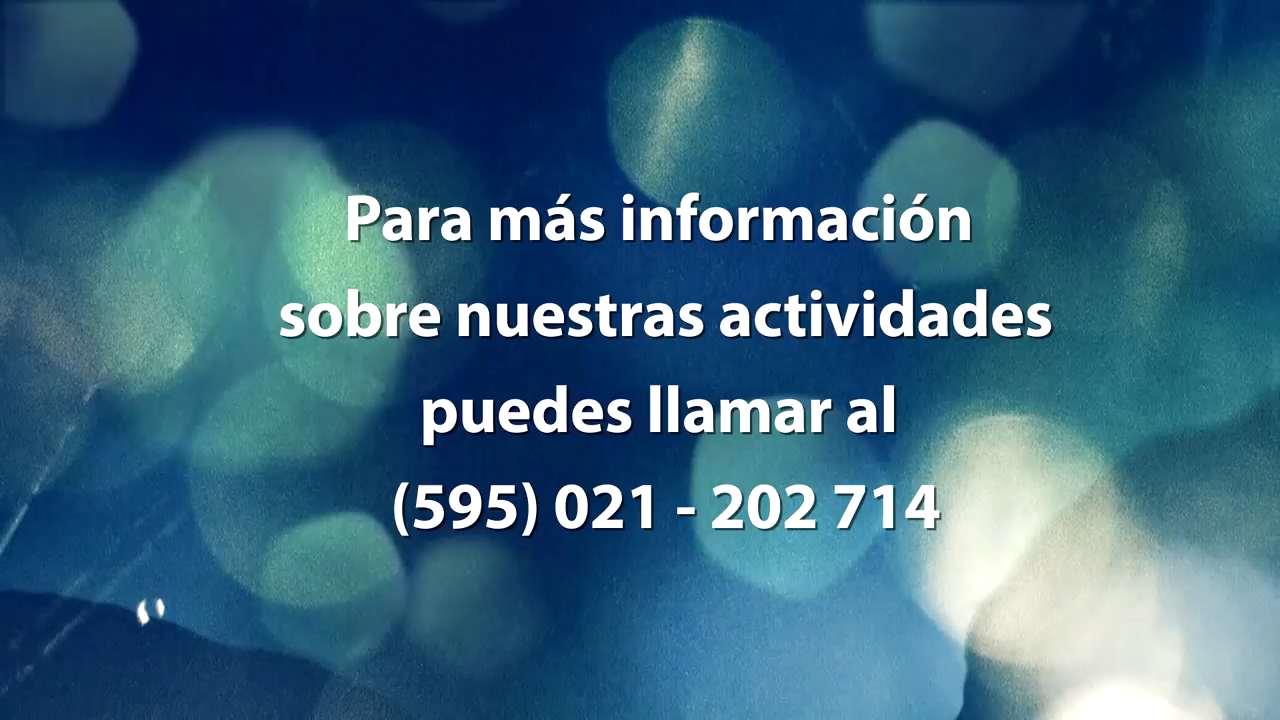 Para más información
sobre nuestras actividades
puedes llamar al
(595) 021 - 202 714